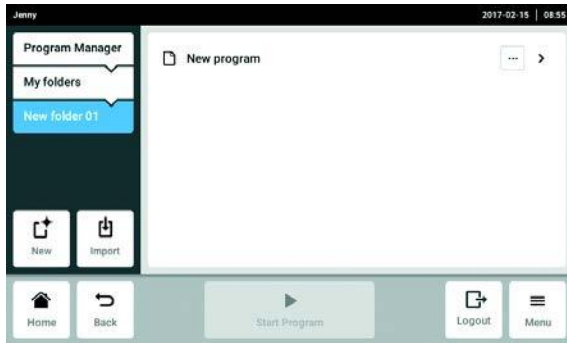 Jenny
2017-02-15 | 08:55
Program Manager
My folders
New folder 01
New program
...
New
Import
Home
Back
Start Program
Logout
Menu